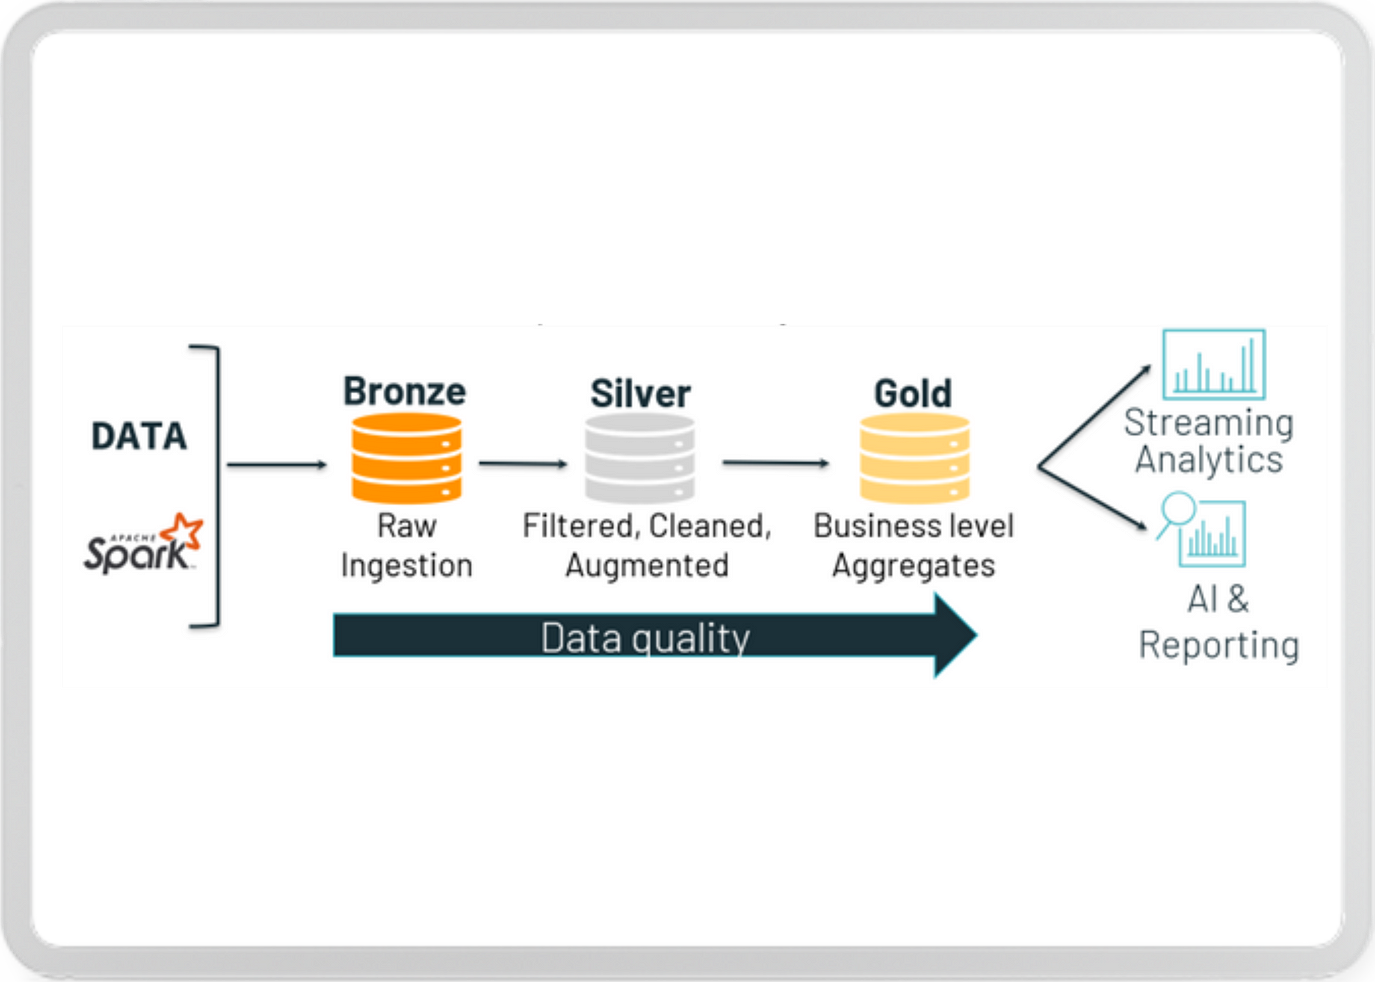 DATA
APACHE
Spark
Bronze
Raw
Ingestion
Silver
Filtered, Cleaned,
Augmented
Gold
Business level
Aggregates
Data quality
Streaming
Analytics
AI &
Reporting